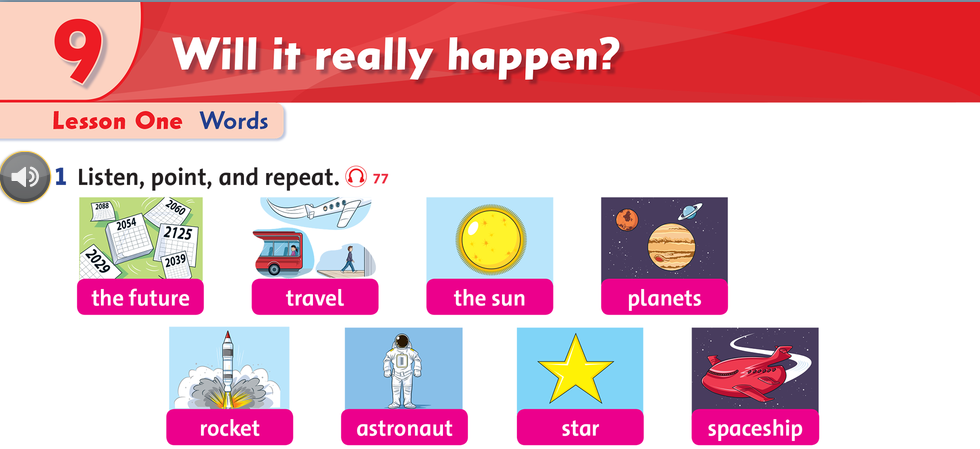 9
Will it really happen?
Lesson One Words
1 Listen, point, and repeat. 77
2088
2060
2054
2125
2029
2039
the future
travel
the sun
planets
rocket
astronaut
star
spaceship